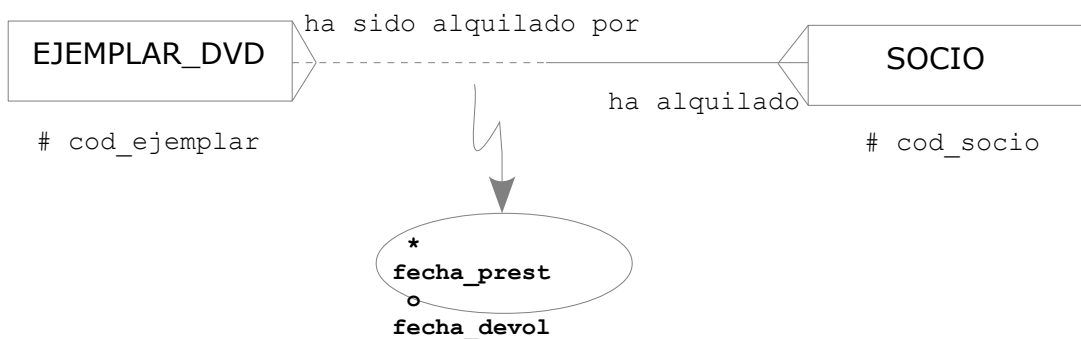 ha sido alquilado por
EJEMPLAR_DVD
SOCIO
ha alquilado
# cod_ejemplar
# cod_socio
*
fecha_prest
o
fecha_devol